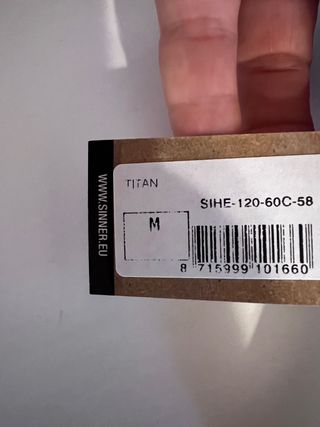 WWW.SINNER.EU
TITAN
SIHE-120-60C-58
M
8 715999 101660